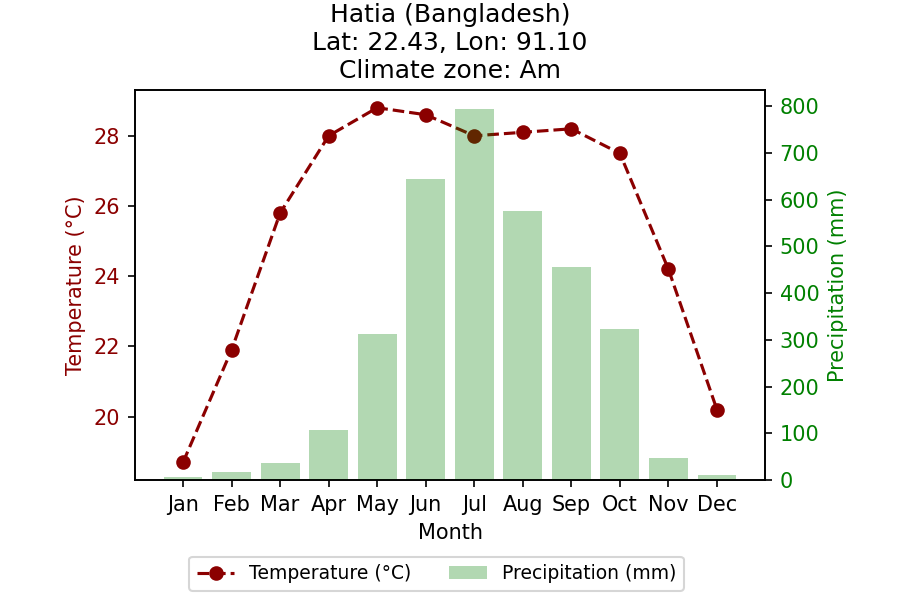 Hatia (Bangladesh)
Lat: 22.43, Lon: 91.10
Climate zone: Am
Temperature (°C)
28
26
24
22
20
800
700
600
500
400
300
200
100
0
Precipitation (mm)
Jan Feb Mar Apr May Jun Jul Aug Sep Oct Nov Dec
Month
Temperature (°C) Precipitation (mm)